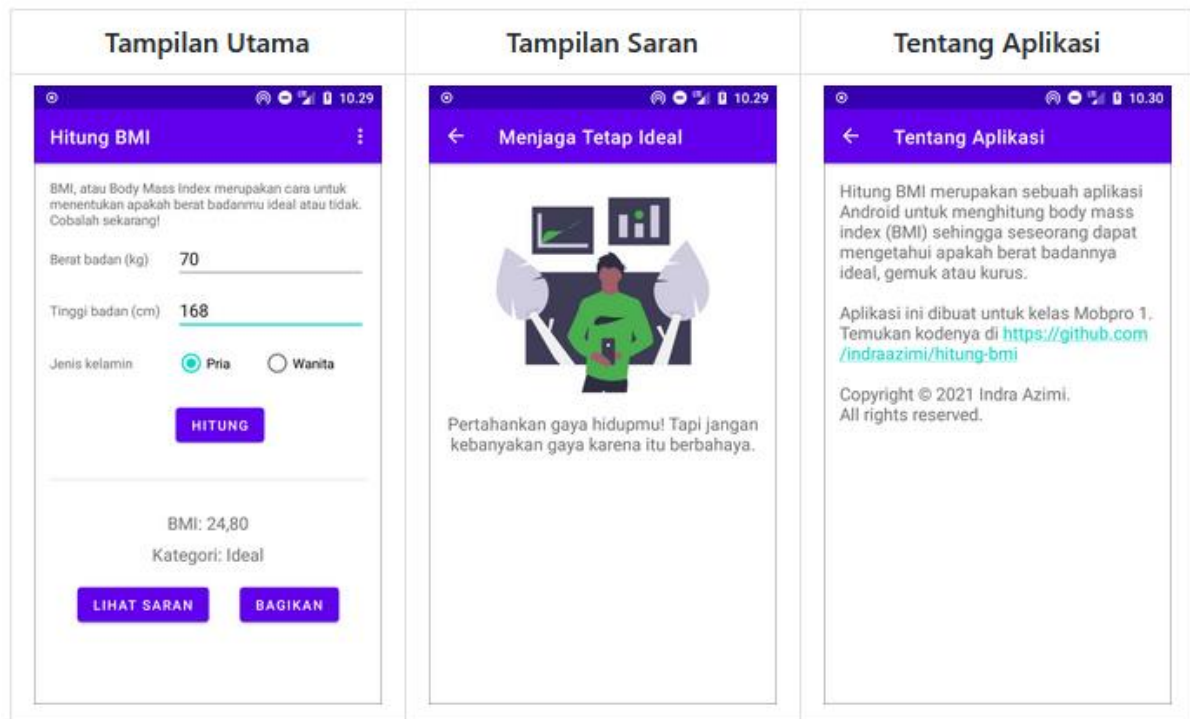 Tampilan Utama
Tampilan Saran
Tentang Aplikasi
10.29
Hitung BMI
BMI, atau Body Mass Index merupakan cara untuk
menentukan apakah berat badanmu ideal atau tidak.
Cobalah sekarang!
Berat badan (kg) 70
Tinggi badan (cm) 168
Jenis kelamin Pria Wanita
HITUNG
BMI: 24,80
Kategori: Ideal
LIHAT SARAN BAGIKAN
10.29
Menjaga Tetap Ideal
Pertahankan gaya hidupmu! Tapi jangan
kebanyakan gaya karena itu berbahaya.
10.30
Tentang Aplikasi
Hitung BMI merupakan sebuah aplikasi
Android untuk menghitung body mass
index (BMI) sehingga seseorang dapat
mengetahui apakah berat badannya
ideal, gemuk atau kurus.
Aplikasi ini dibuat untuk kelas Mobpro 1.
Temukan kodenya di https://github.com
/indraazimi/hitung-bmi
Copyright © 2021 Indra Azimi.
All rights reserved.